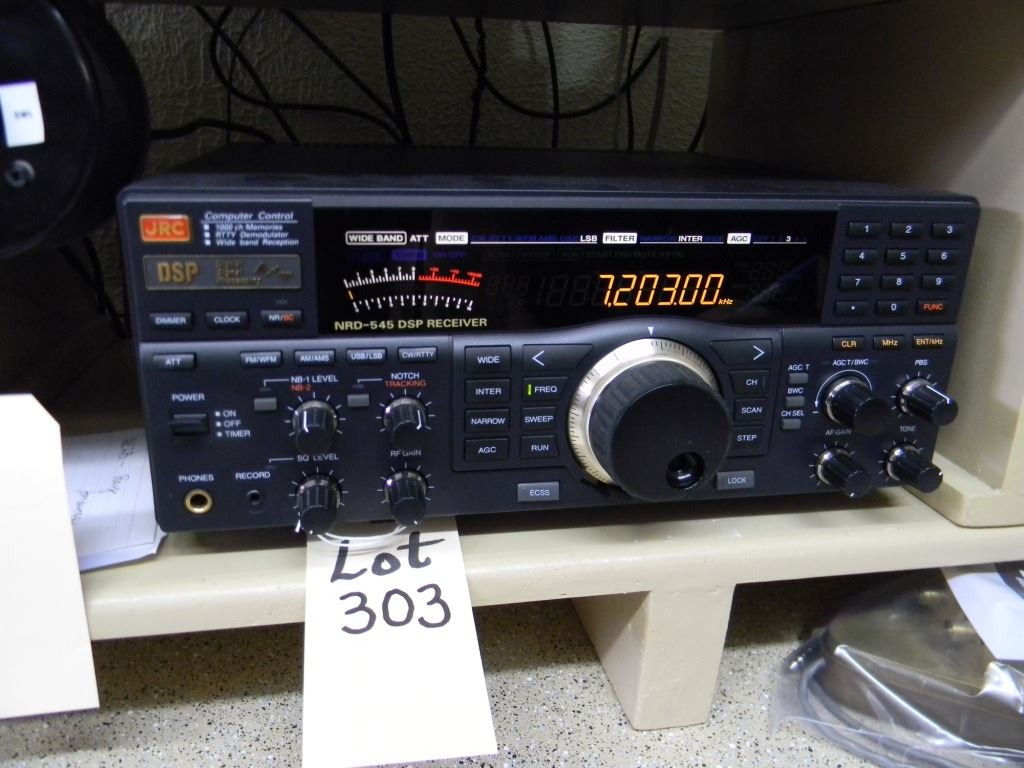 JRC
Computer Control
1000 ch Memories
RTTY Demodulator
Wide band Reception
DSP
Digital Signal Processing
DIMMER CLOCK NR/BC
WIDE BAND ATT MODE LSB FILTER INTER AGC 3
7.203.00 kHz
NRD-545 DSP RECEIVER
1 2 3
4 5 6
7 8 9
• 0 FUNC
CLR MHz ENT/kHz
ATT FM/WFM AM/AMS USB/LSB CW/RTTY
NB-1 LEVEL
NB-2
NOTCH
TRACKING
POWER
ON
OFF
TIMER
SQ LEVEL RF GAIN
PHONES RECORD
WIDE < >
INTER FREQ CH
NARROW SWEEP SCAN
AGC RUN STEP
ECSS LOCK
AGC T AGC T/BWC PBS
BWC
CH SEL
AF GAIN TONE
Lot
303